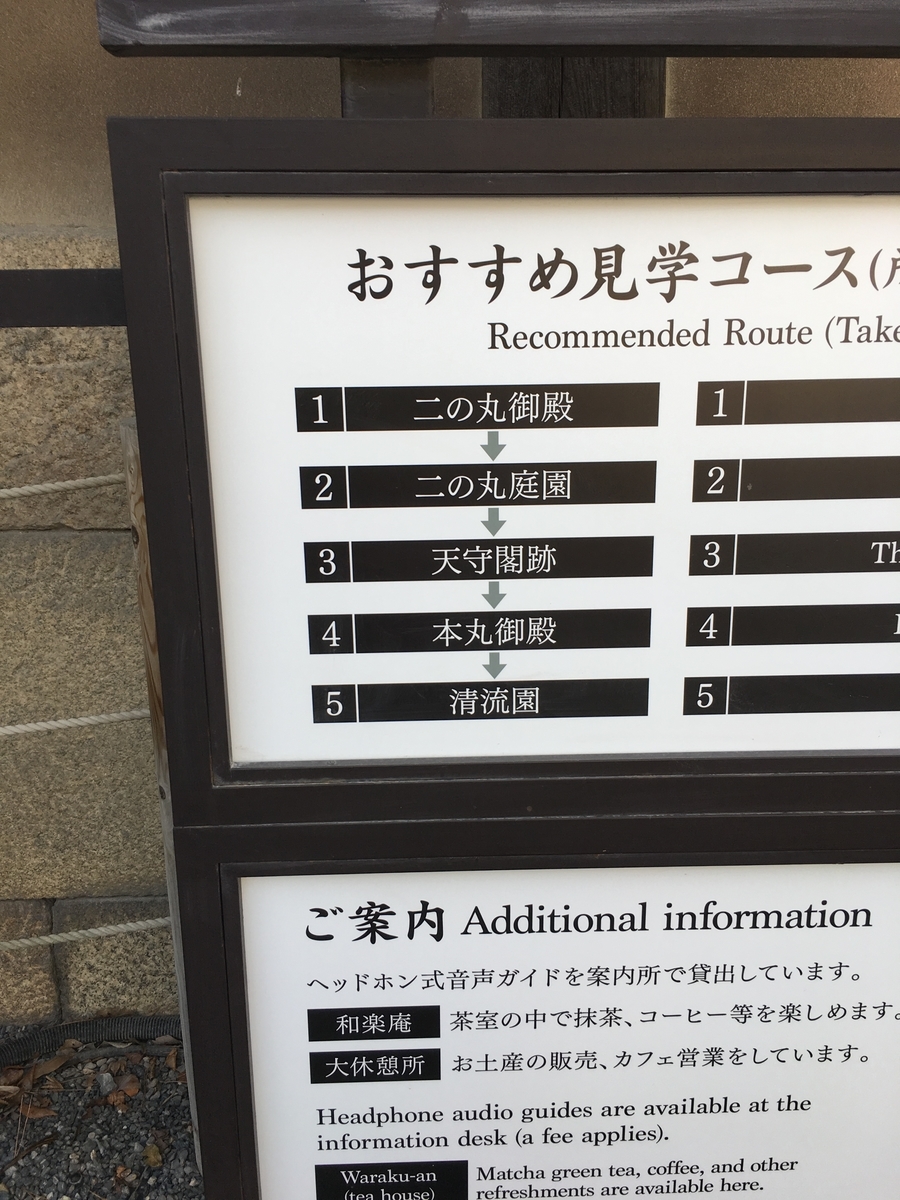 おすすめ見学コース(
Recommended Route (Take
1 二の丸御殿
2 二の丸庭園
3 天守閣跡
4 本丸御殿
5 清流園
1
2
3 Th
4
5
ご案内 Additional information
ヘッドホン式音声ガイドを案内所で貸出しています。
和楽庵 茶室の中で抹茶、コーヒー等を楽しめます。
大休憩所 お土産の販売、カフェ営業をしています。
Headphone audio guides are available at the
information desk (a fee applies).
Waraku-an
(tea house)
Matcha green tea, coffee, and other
refreshments are available here.